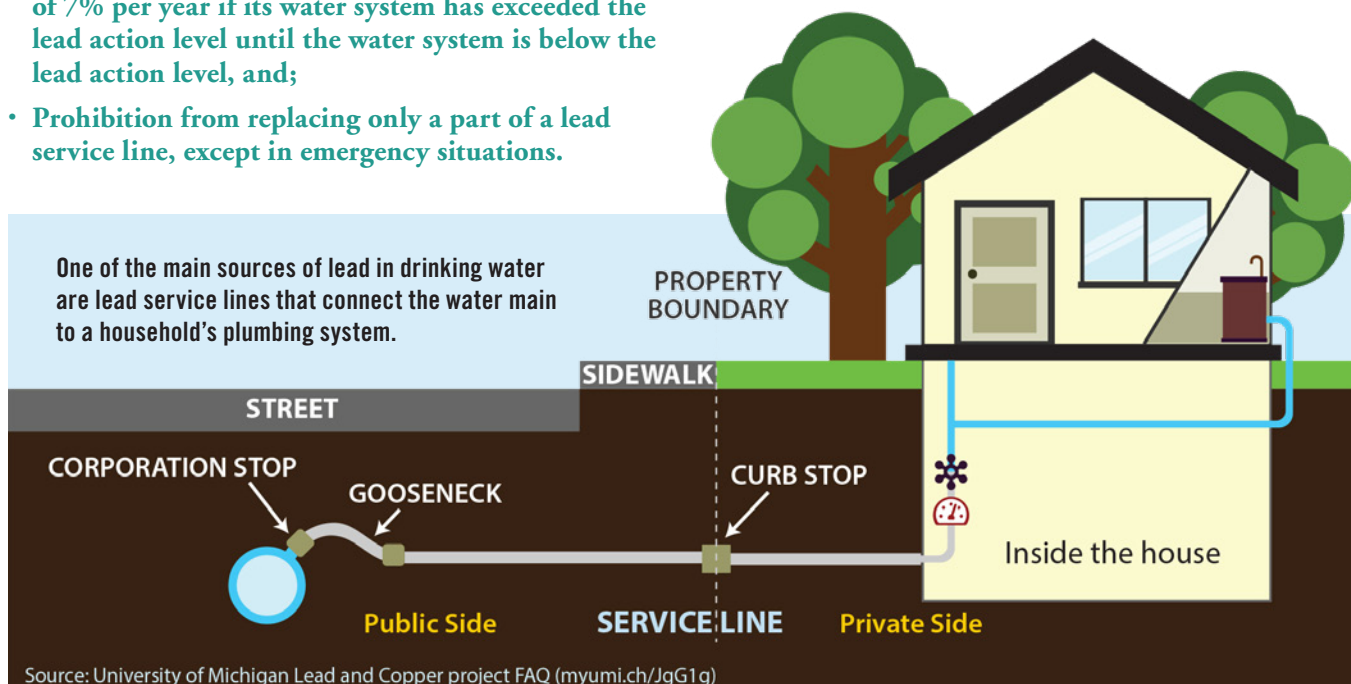 of 7% per year if its water system has exceeded the
lead action level until the water system is below the
lead action level, and;
• Prohibition from replacing only a part of a lead
service line, except in emergency situations.
One of the main sources of lead in drinking water
are lead service lines that connect the water main
to a household's plumbing system.
PROPERTY
BOUNDARY
SIDEWALK
STREET
CORPORATION STOP
GOOSENECK
CURB STOP
Inside the house
Public Side
SERVICE LINE
Private Side
Source: University of Michigan Lead and Copper project FAQ (myumi.ch/JqG1g)